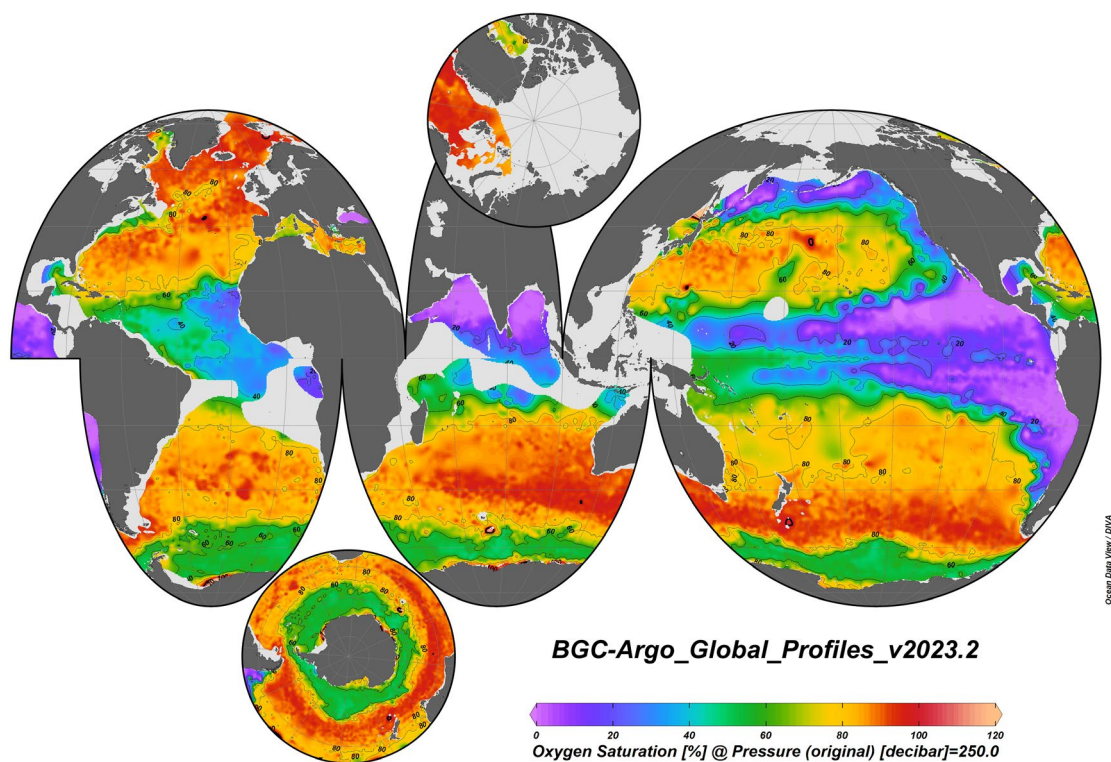 BGC-Argo_Global_Profiles_v2023.2
0 20 40 60 80 100 120
Oxygen Saturation [%] @ Pressure (original) [decibar]=250.0
Ocean Data View / DIVA